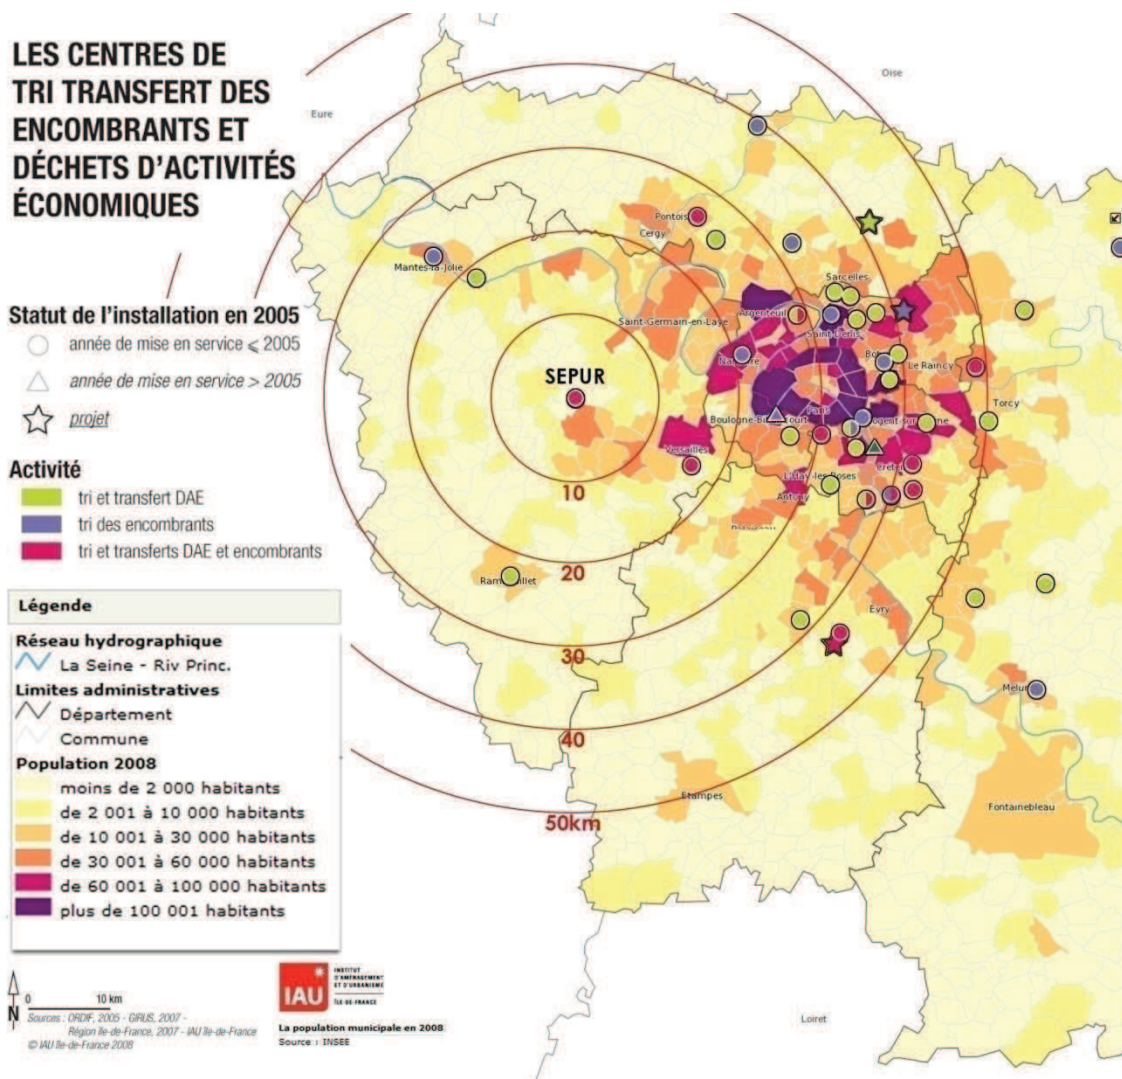 LES CENTRES DE
TRI TRANSFERT DES
ENCOMBRANTS ET
DÉCHETS D'ACTIVITÉS
ÉCONOMIQUES
Statut de l'installation en 2005
année de mise en service ⩽ 2005
année de mise en service > 2005
projet
Activité
tri et transfert DAE
tri des encombrants
tri et transferts DAE et encombrants
Légende
Réseau hydrographique
La Seine - Riv Princ.
Limites administratives
Département
Commune
Population 2008
moins de 2 000 habitants
de 2 001 à 10 000 habitants
de 10 001 à 30 000 habitants
de 30 001 à 60 000 habitants
de 60 001 à 100 000 habitants
plus de 100 001 habitants
N
0 10 km
Sources : ORDIF, 2005 - GIRUS, 2007 -
Région Ile-de-France, 2007 - IAU Ile-de-France
© IAU Ile-de-France 2008
IAU
INSTITUT
D'AMÉNAGEMENT
ET D'URBANISME
ÎLE-DE-FRANCE
La population municipale en 2008
Source : INSEE
Oise
Eure
Pontois
Cergy
Mantes-la-Jolie
Sarcelles
Argenteuil
Saint-Germain-en-Laye
Saint-Denis
Le Raincy
SEPUR
Torcy
Paris
Versailles
L'Haÿ-les-Roses
Antony
10
20
Evry
30
Melun
40
Etampes
Fontainebleau
50km
Loiret